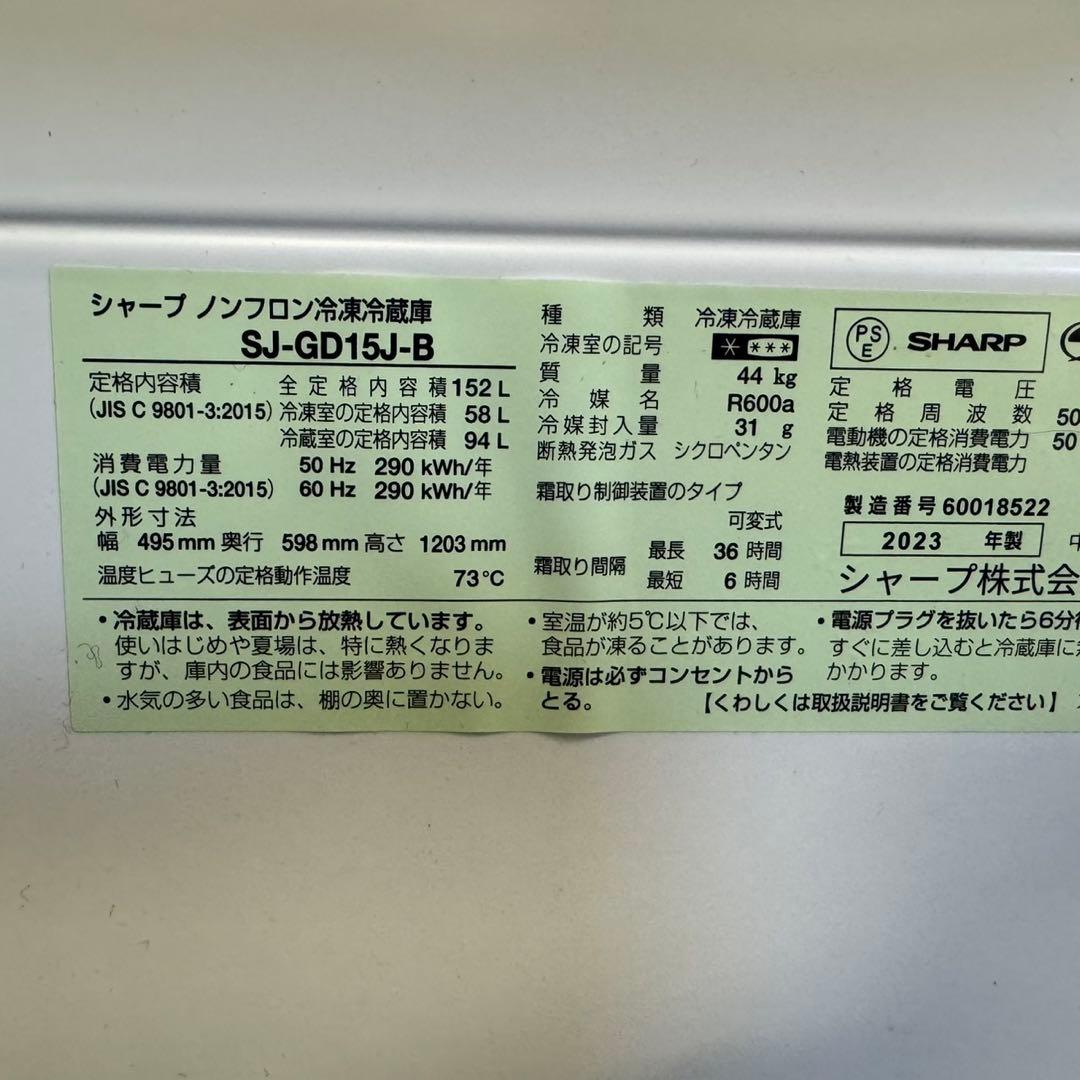 シャープ ノンフロン冷凍冷蔵庫
SJ-GD15J-B
定格内容積 全定格内容積 152 L
(JIS C 9801-3:2015) 冷凍室の定格内容積 58 L
冷蔵室の定格内容積 94 L
消費電力量 50 Hz 290 kWh/年
(JIS C 9801-3:2015) 60 Hz 290 kWh/年
外形寸法
幅 495 mm 奥行 598 mm 高さ 1203 mm
温度ヒューズの定格動作温度 73℃
種類 冷凍冷蔵庫
冷凍室の記号 * ***
質量 44 kg
冷媒名 R600a
冷媒封入量 31 g
断熱発泡ガス シクロペンタン
霜取り制御装置のタイプ
可変式
霜取り間隔 最長 36 時間
最短 6 時間
PS E SHARP
定格電圧
定格周波数 50
電動機の定格消費電力 50
電熱装置の定格消費電力
製造番号 60018522
2023 年製 中
シャープ株式会
・冷蔵庫は、表面から放熱しています。
使いはじめや夏場は、特に熱くなりま
すが、庫内の食品には影響ありません。
・水気の多い食品は、棚の奥に置かない。
・室温が約5℃以下では、
食品が凍ることがあります。
・電源は必ずコンセントから
とる。
・電源プラグを抜いたら6分
すぐに差し込むと冷蔵庫に
かかります。
【くわしくは取扱説明書をご覧ください】